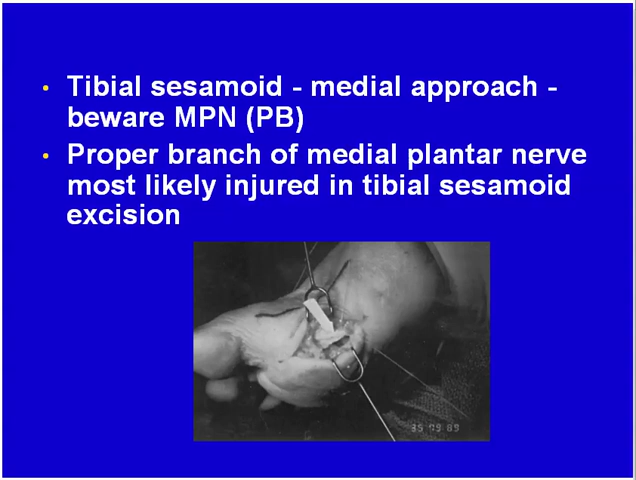 • Tibial sesamoid - medial approach -
beware MPN (PB)
• Proper branch of medial plantar nerve
most likely injured in tibial sesamoid
excision